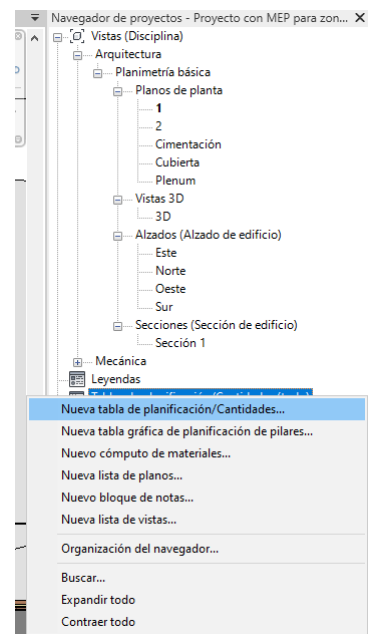 Navegador de proyectos - Proyecto con MEP para zon...
Vistas (Disciplina)
Arquitectura
Planimetría básica
Planos de planta
1
2
Cimentación
Cubierta
Plenum
Vistas 3D
3D
Alzados (Alzado de edificio)
Este
Norte
Oeste
Sur
Secciones (Sección de edificio)
Sección 1
Mecánica
Leyendas
Nueva tabla de planificación/Cantidades...
Nueva tabla gráfica de planificación de pilares...
Nuevo cómputo de materiales...
Nueva lista de planos...
Nuevo bloque de notas...
Nueva lista de vistas...
Organización del navegador...
Buscar...
Expandir todo
Contraer todo